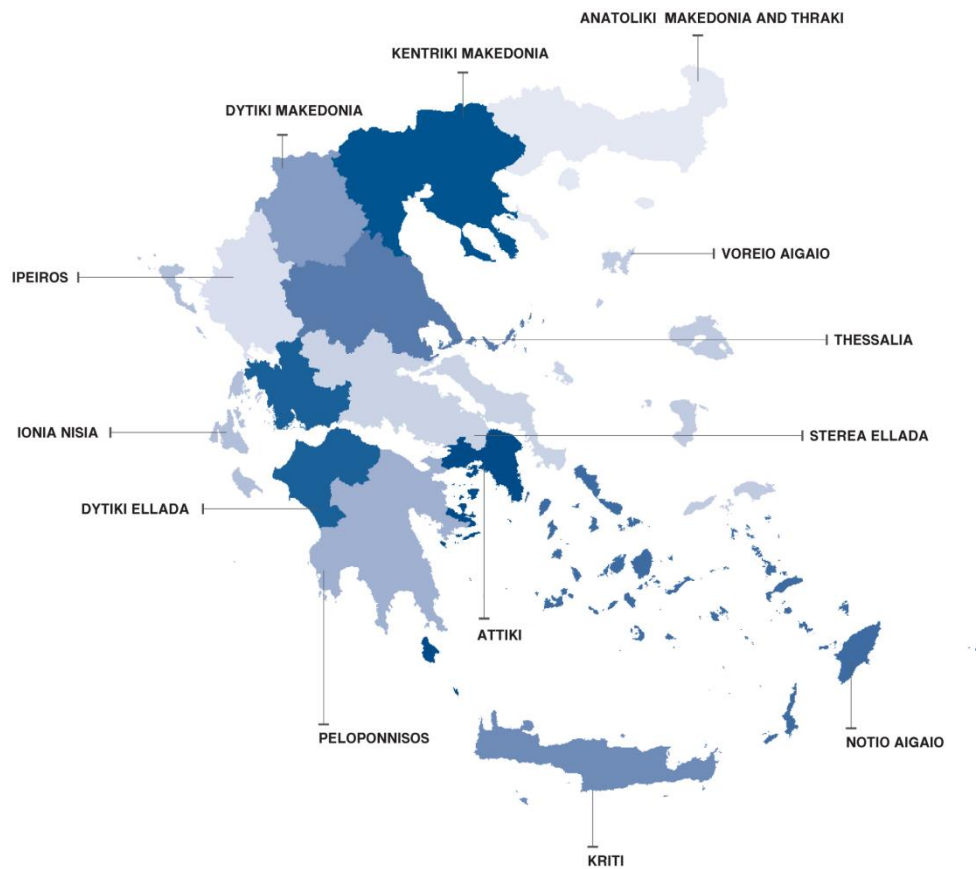 ANATOLIKI MAKEDONIA AND THRAKI
KENTRIKI MAKEDONIA
DYTIKI MAKEDONIA
VOREIO AIGAIO
IPEIROS
THESSALIA
IONIA NISIA
STEREA ELLADA
DYTIKI ELLADA
ATTIKI
PELOPONNISOS
NOTIO AIGAIO
KRITI